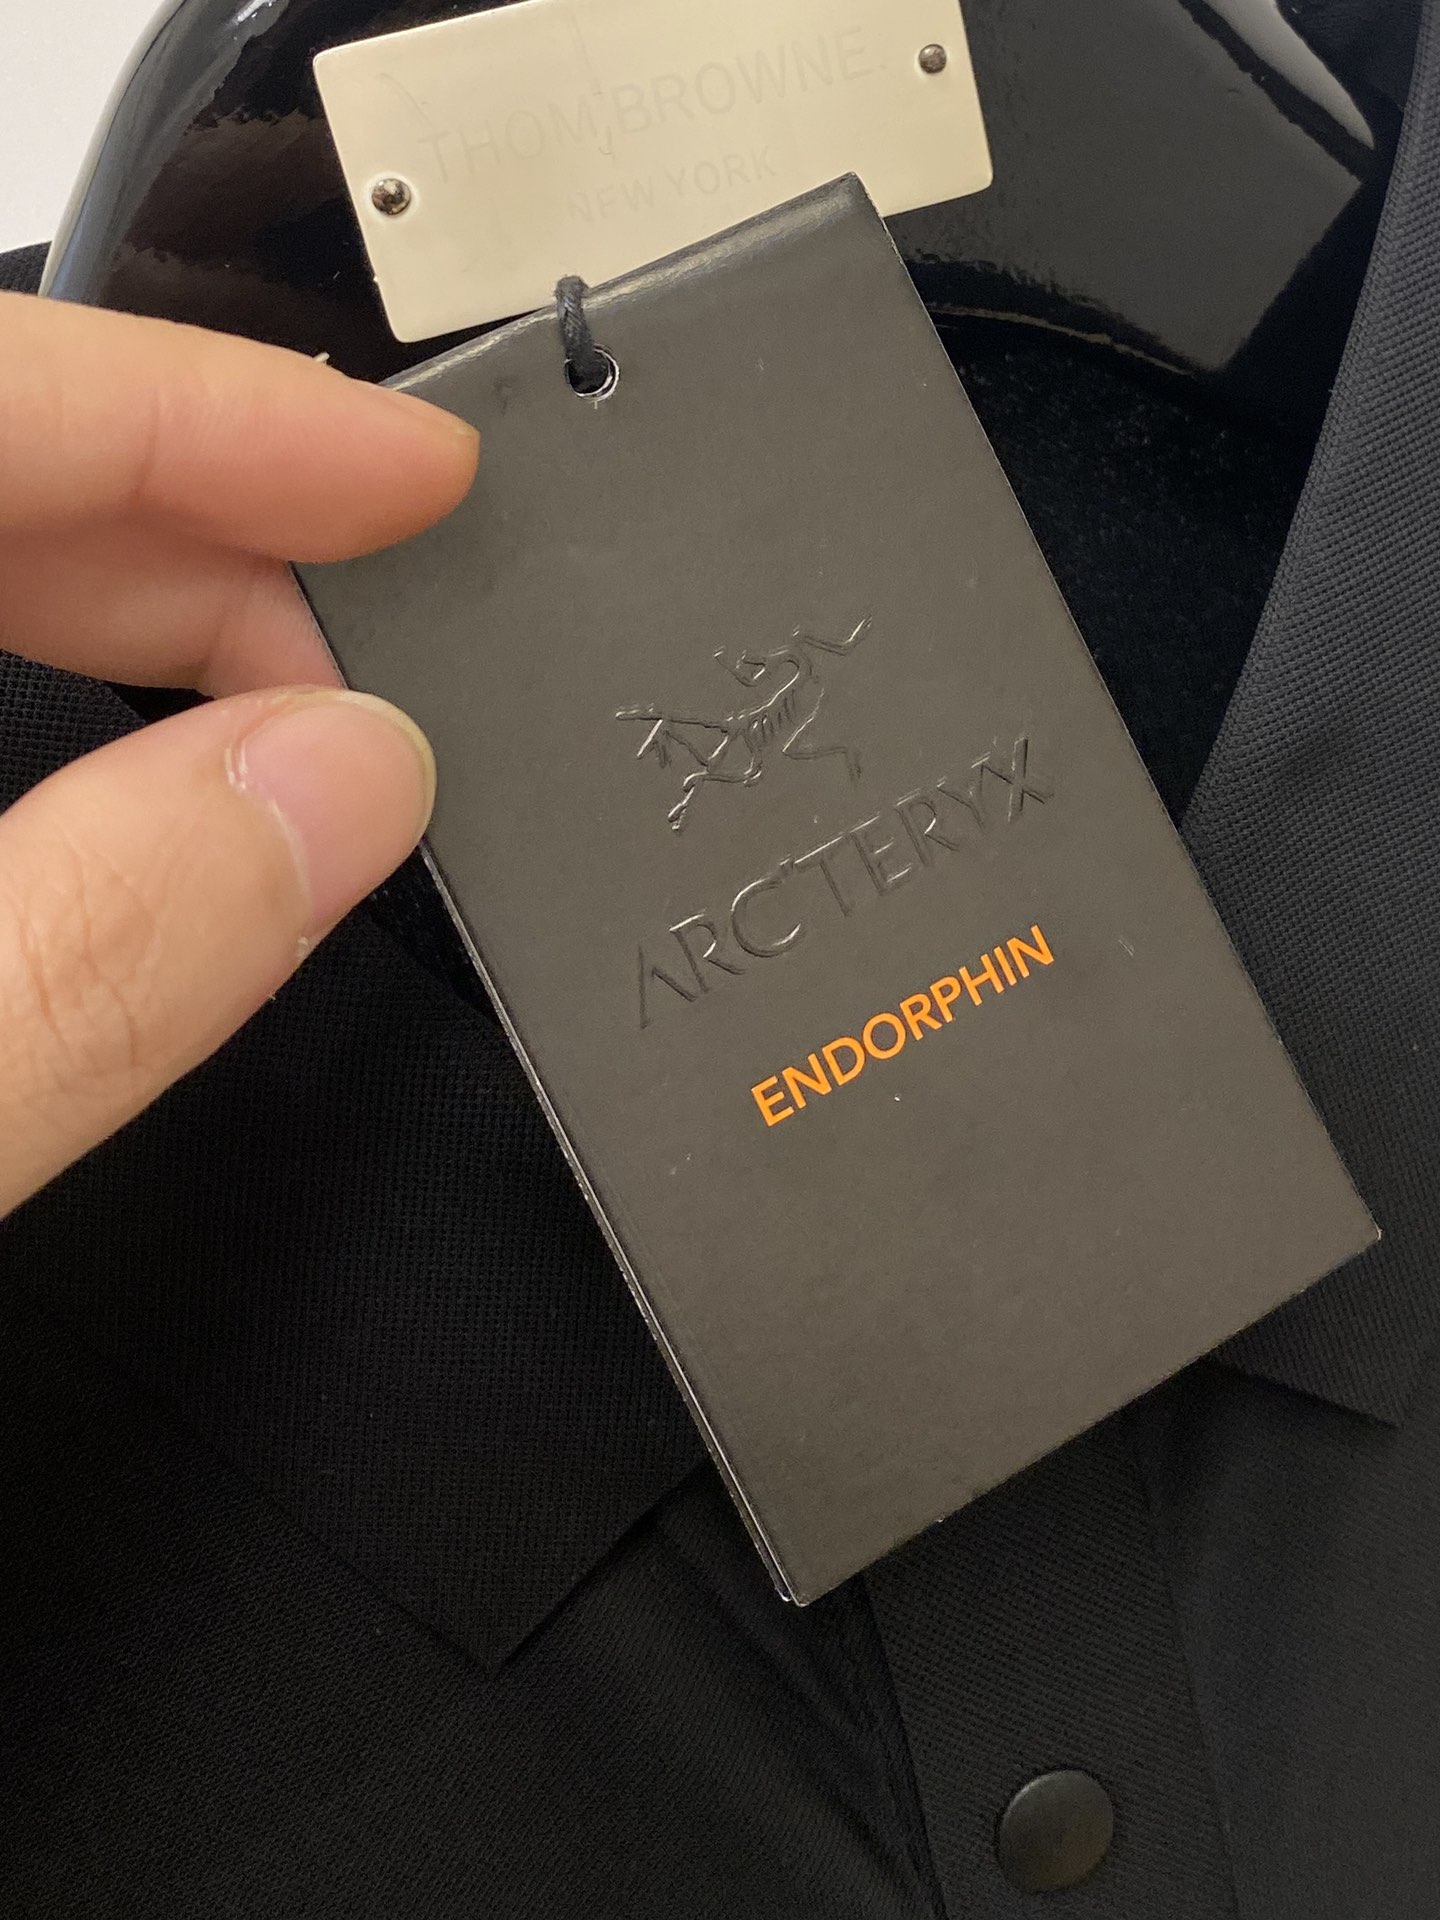 THOM BROWNE.
NEW YORK
ARC'TERYX
ENDORPHIN